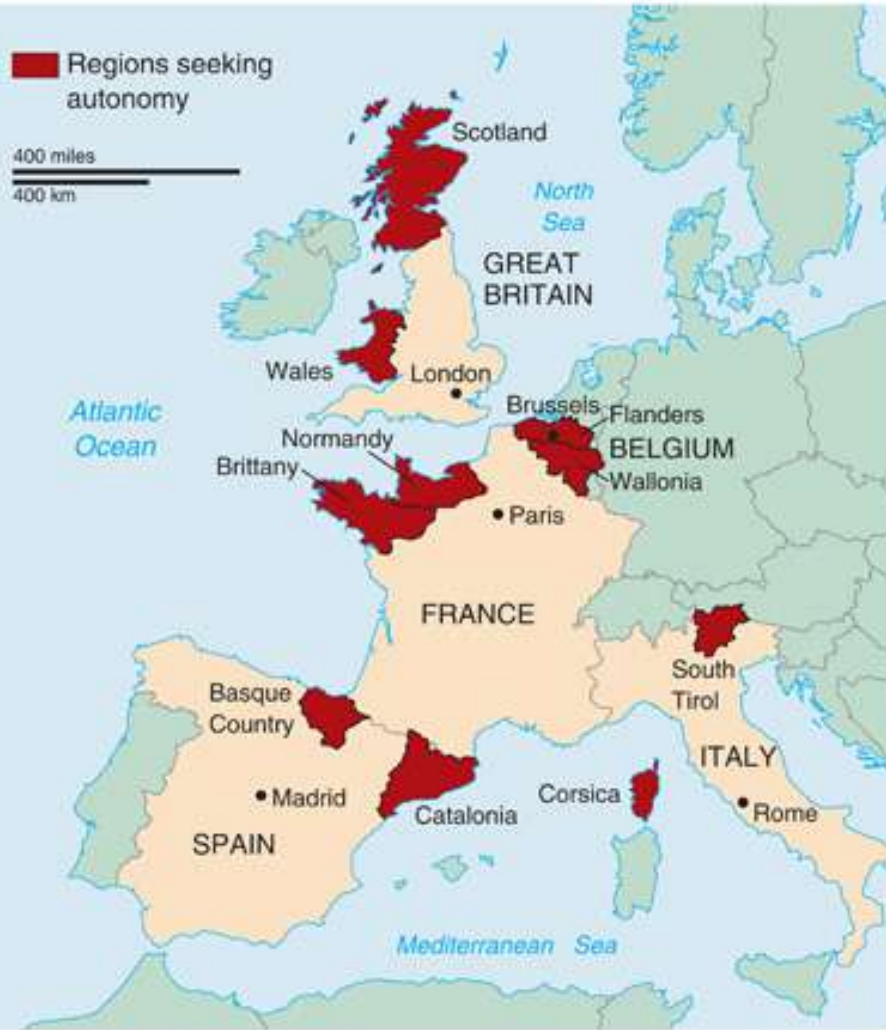 Regions seeking
autonomy
400 miles
400 km
Scotland
North
Sea
GREAT
BRITAIN
Wales
London
Atlantic
Ocean
Brussels
Flanders
Normandy
BELGIUM
Brittany
Wallonia
Paris
FRANCE
South
Tirol
Basque
Country
ITALY
Madrid
Corsica
Rome
Catalonia
SPAIN
Mediterranean Sea